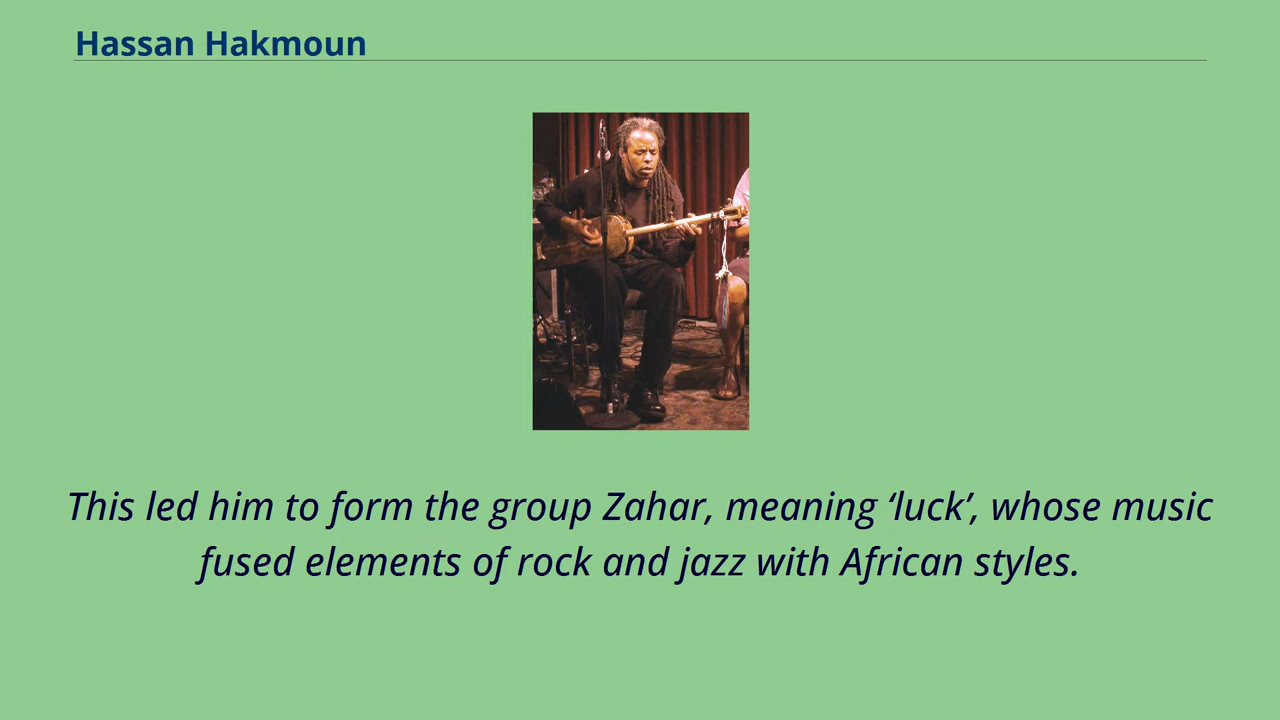 Hassan Hakmoun
This led him to form the group Zahar, meaning ‘luck’, whose music
fused elements of rock and jazz with African styles.